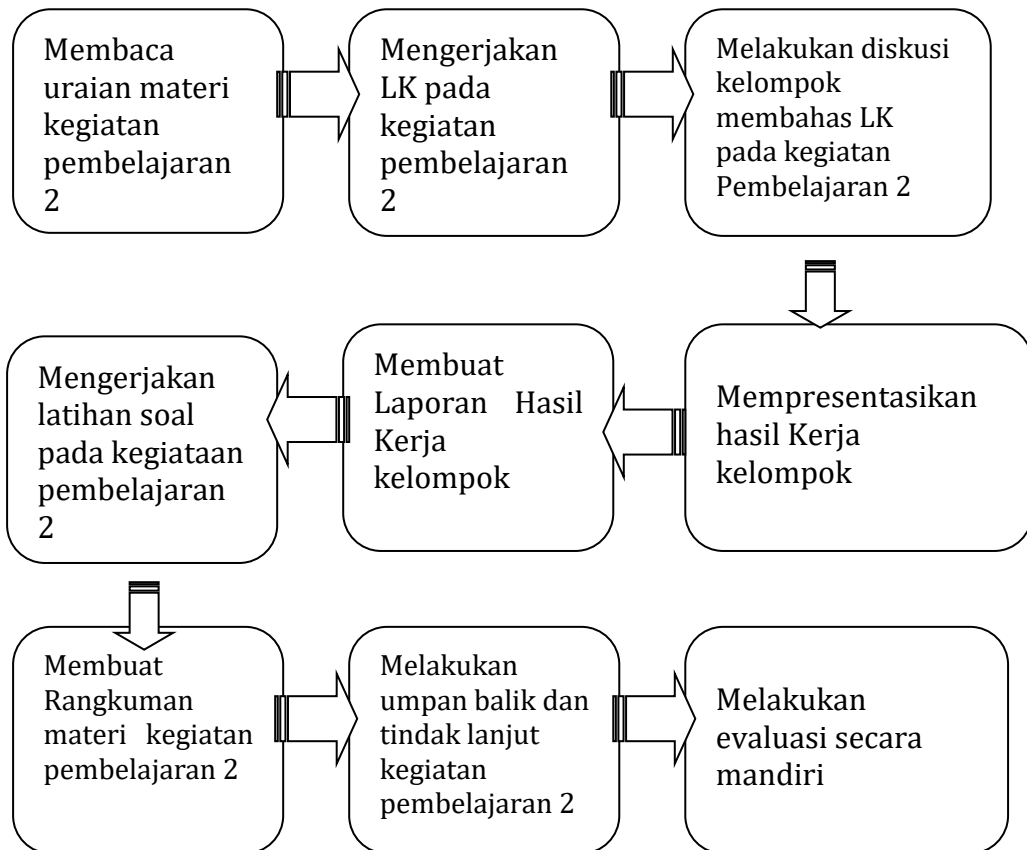 Membaca
uraian materi
kegiatan
pembelajaran
2
Mengerjakan
LK pada
kegiatan
pembelajaran
2
Melakukan diskusi
kelompok
membahas LK
pada kegiatan
Pembelajaran 2
Mempresentasikan
hasil Kerja
kelompok
Membuat
Laporan Hasil
Kerja
kelompok
Mengerjakan
latihan soal
pada kegiataan
pembelajaran
2
Membuat
Rangkuman
materi kegiatan
pembelajaran 2
Melakukan
umpan balik dan
tindak lanjut
kegiatan
pembelajaran 2
Melakukan
evaluasi secara
mandiri